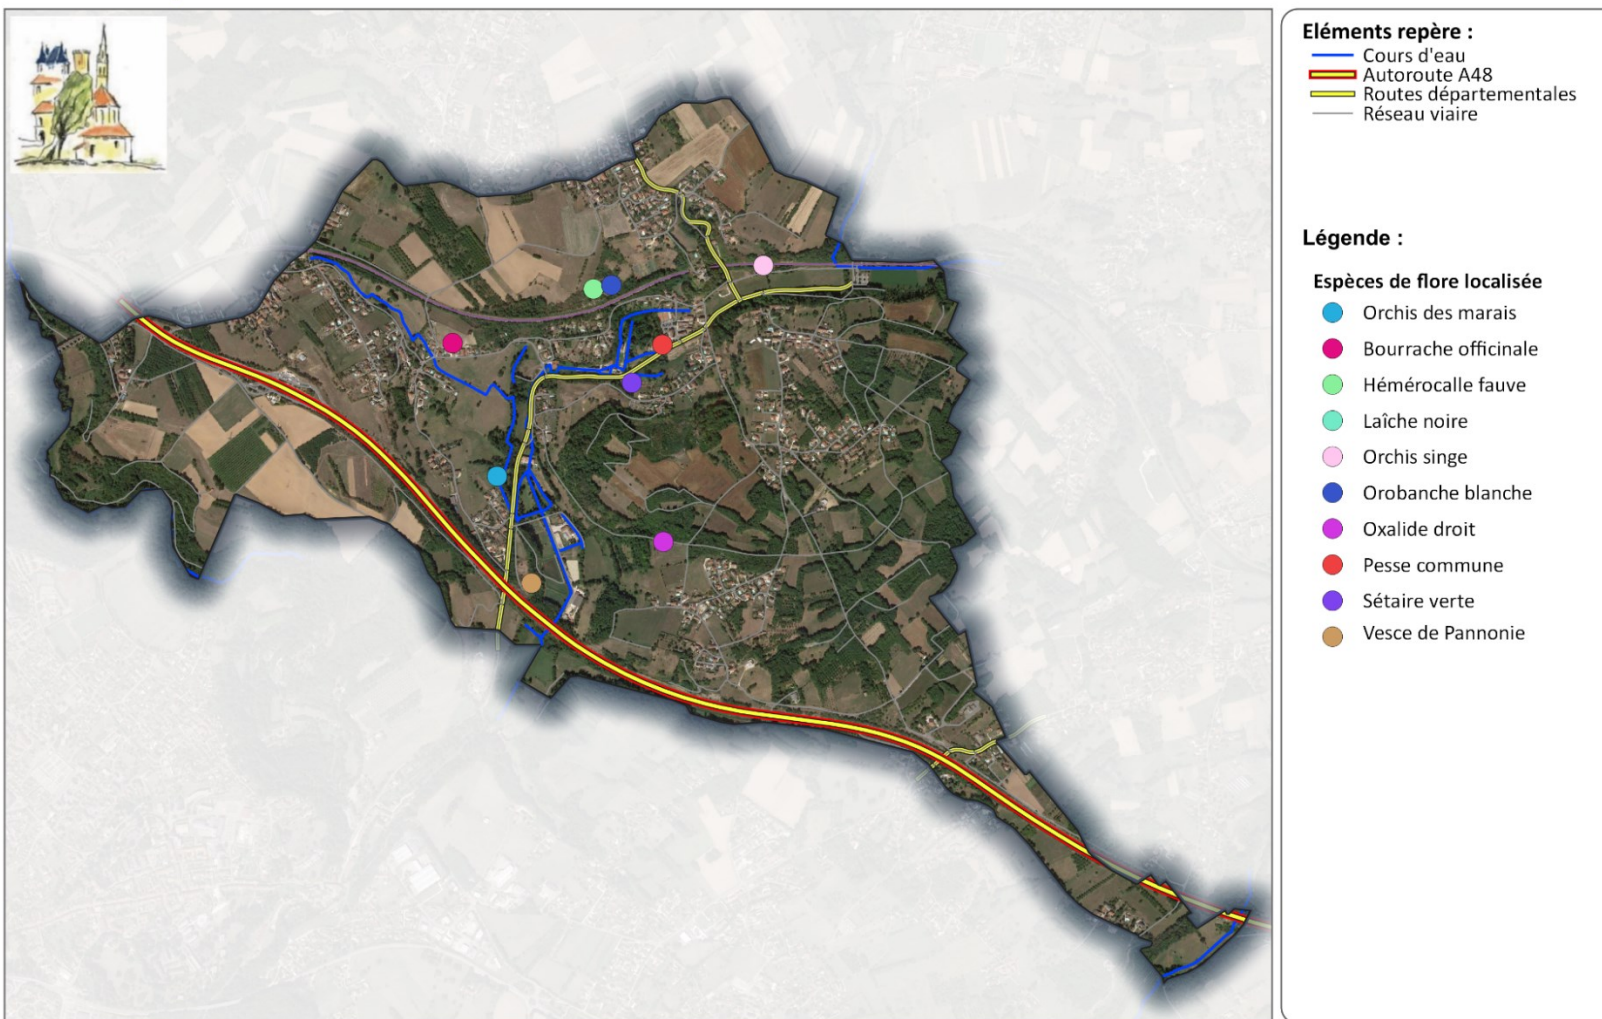 Eléments repère :
Cours d'eau
Autoroute A48
Routes départementales
Réseau viaire
Légende :
Espèces de flore localisée
Orchis des marais
Bourrache officinale
Hémérocalle fauve
Laîche noire
Orchis singe
Orobanche blanche
Oxalide droit
Pesse commune
Sétaire verte
Vesce de Pannonie